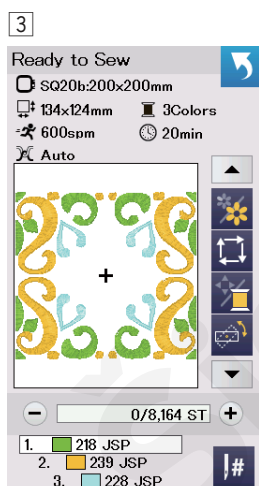 3
Ready to Sew
SQ20b:200x200mm
134x124mm 3Colors
600spm 20min
Auto
0/8,164 ST
1. 218 JSP
2. 239 JSP
3. 228 JSP
#